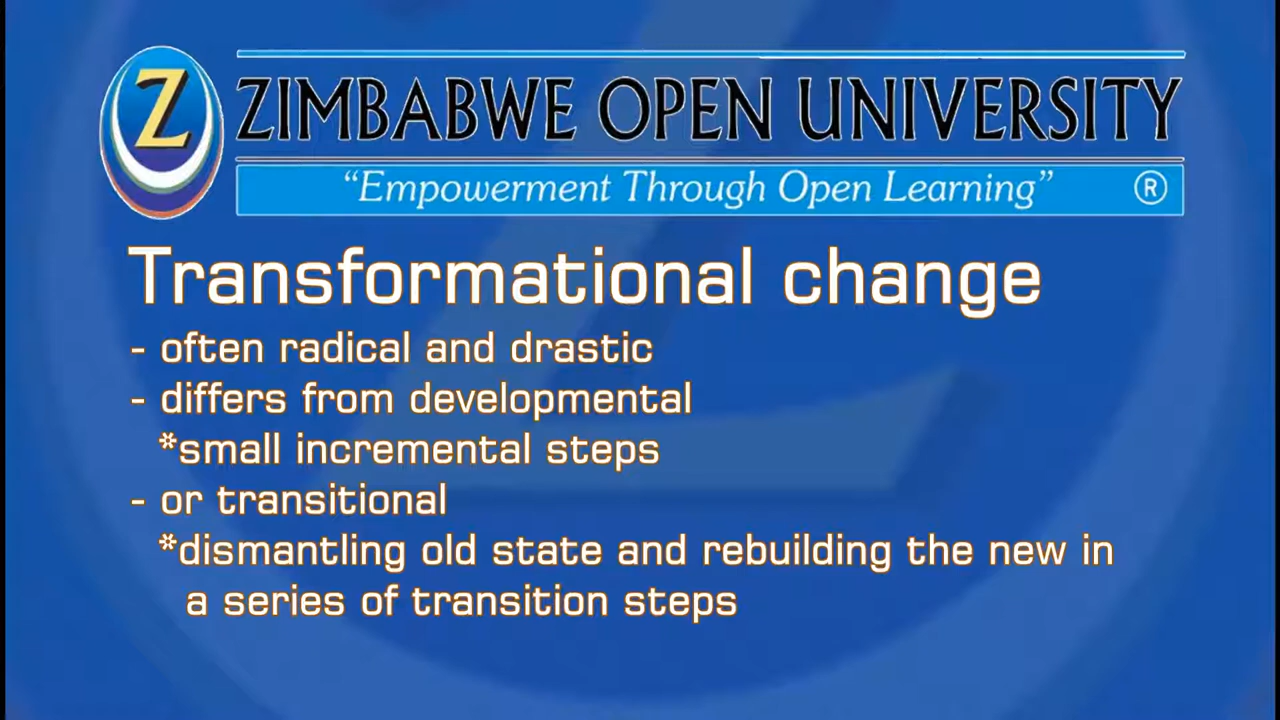 Z
ZIMBABWE OPEN UNIVERSITY
“Empowerment Through Open Learning” ®
Transformational change
- often radical and drastic
- differs from developmental
*small incremental steps
- or transitional
*dismantling old state and rebuilding the new in
a series of transition steps